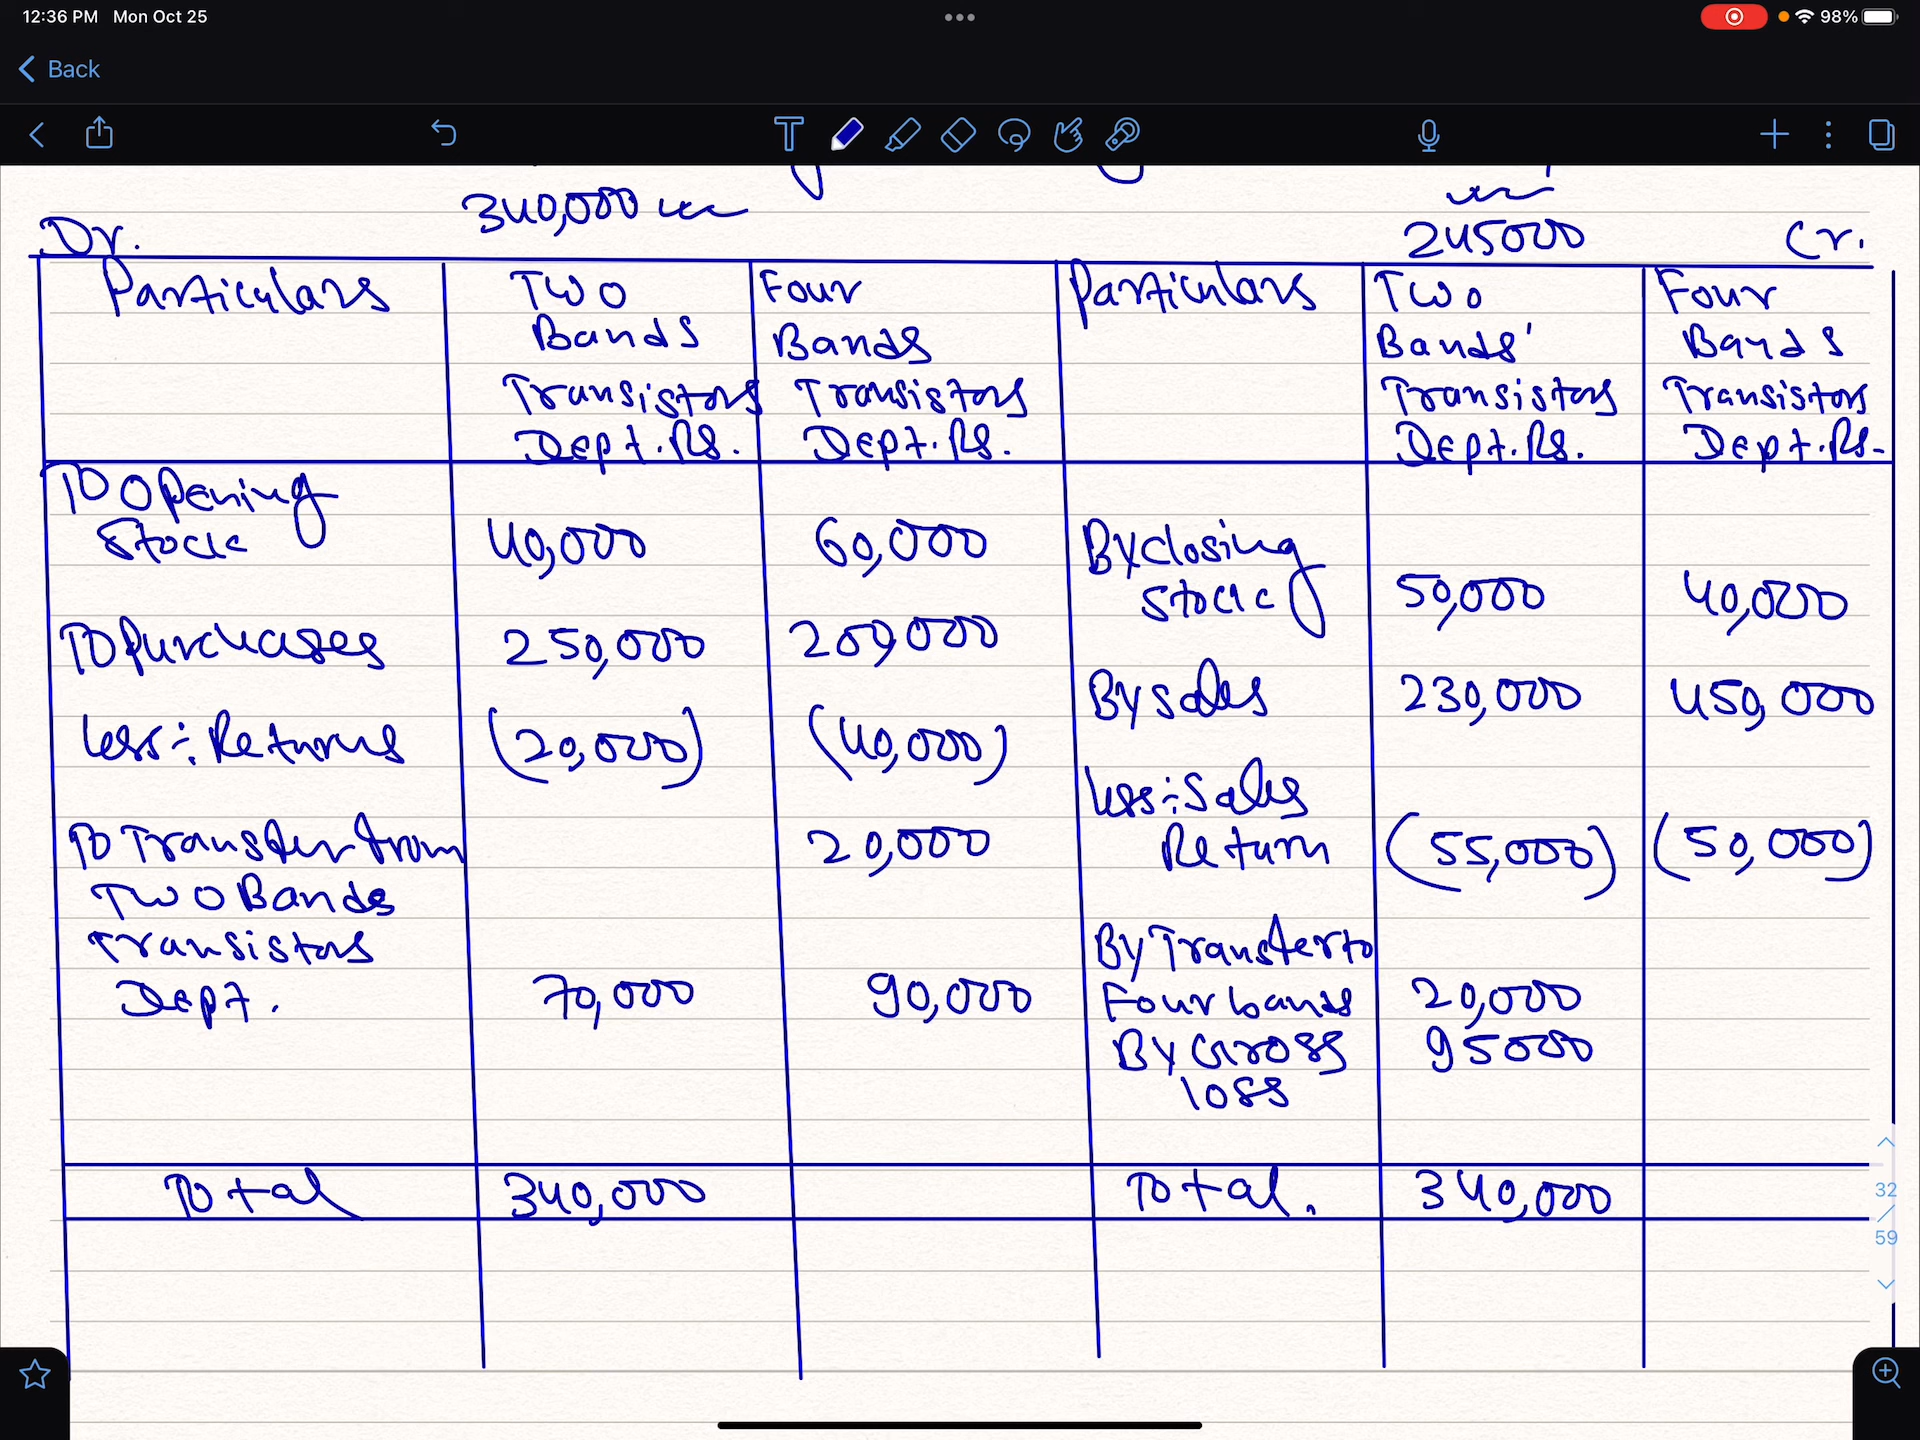 12:36 PM Mon Oct 25
98%
Back
340,000
245000
Dr.
Cr.
Particulars Two Bands Transistors Dept. Rs. Four Bands Transistors Dept. Rs. Particulars Two Bands' Transistors Dept. Rs. Four Bands Transistors Dept. Rs.
To Opening
Stock 40,000 60,000
By closing
stock 50,000 40,000
To Purchases 250,000 200,000
By sales 230,000 450,000
Less:- Returns (20,000) (40,000)
Less:- Sales
Return (55,000) (50,000)
To Transfer from 20,000
Two Bands
Transistors
Dept. 70,000 90,000
By Transfer to
Four bands 20,000
By Gross 95000
loss
Total 340,000 Total. 340,000
32
/
59